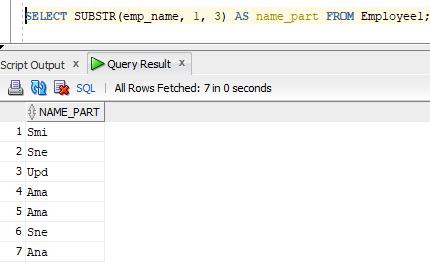 SELECT SUBSTR(emp_name, 1, 3) AS name_part FROM Employee1;
Script Output x Query Result x
SQL | All Rows Fetched: 7 in 0 seconds
NAME_PART
1 Smi
2 Sne
3 Upd
4 Ama
5 Ama
6 Sne
7 Ana